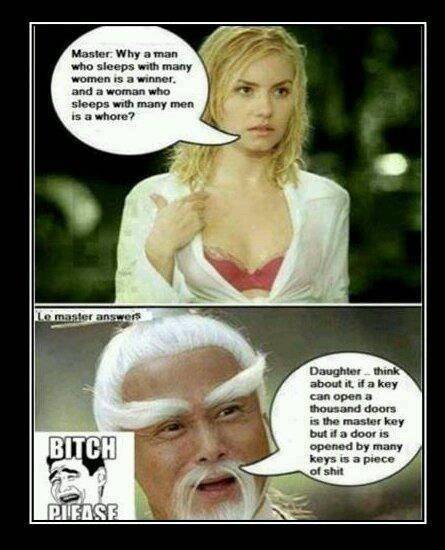 Master: Why a man
who sleeps with many
women is a winner,
and a woman who
sleeps with many men
is a whore?
Le master answers
Daughter .. think
about it, if a key
can open a
thousand doors
is the master key
but if a door is
opened by many
keys is a piece
of shit
BITCH
PLEASE